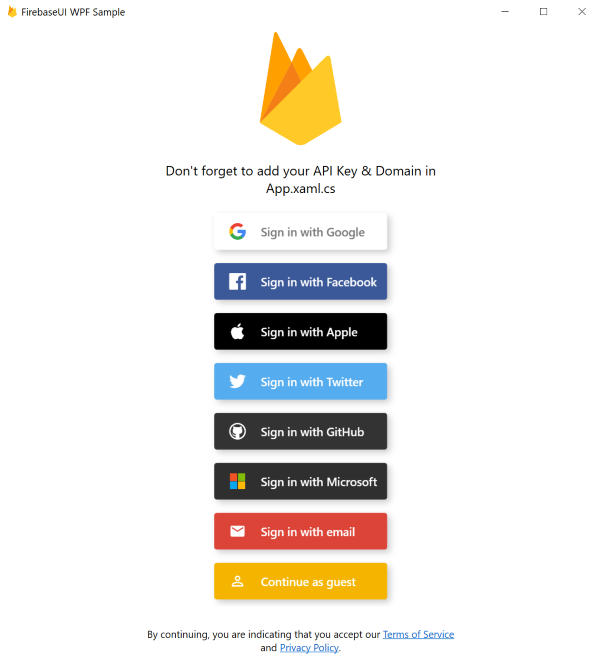 FirebaseUI WPF Sample
Don't forget to add your API Key & Domain in
App.xaml.cs
Sign in with Google
Sign in with Facebook
Sign in with Apple
Sign in with Twitter
Sign in with GitHub
Sign in with Microsoft
Sign in with email
Continue as guest
By continuing, you are indicating that you accept our Terms of Service
and Privacy Policy.